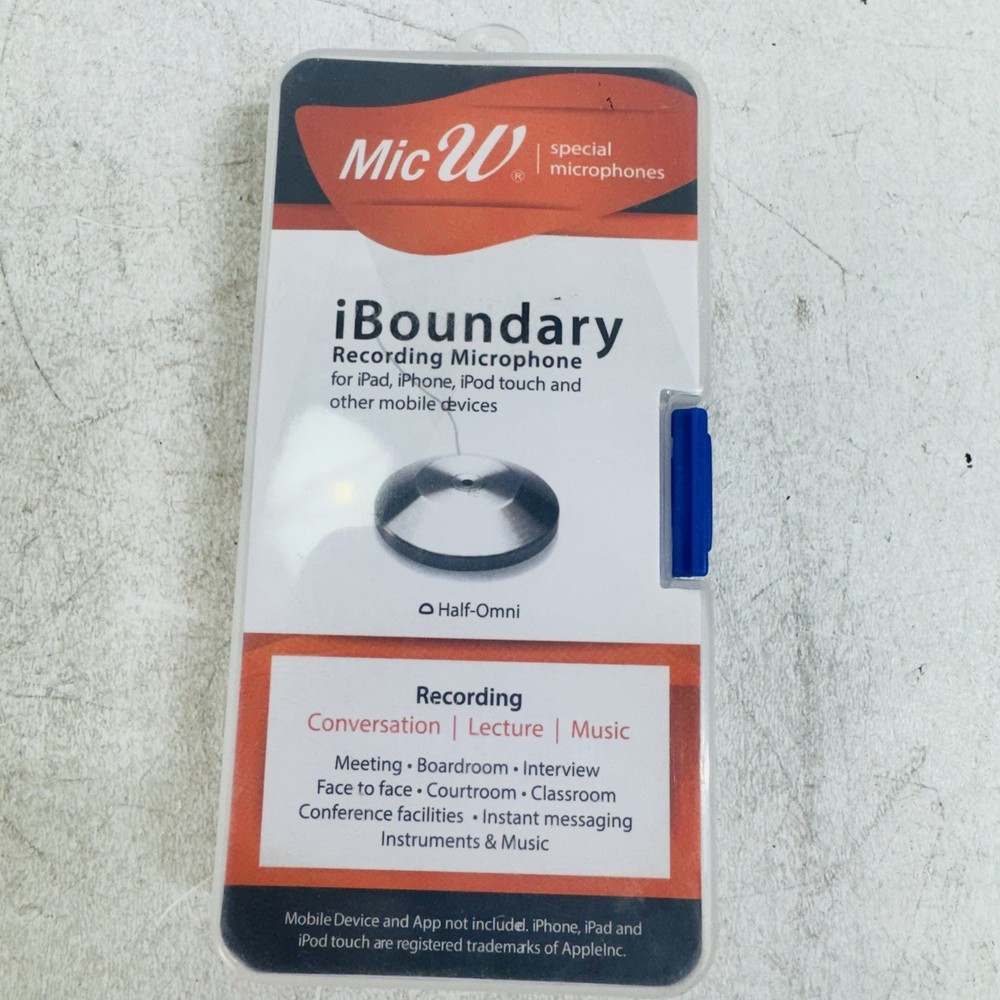 Mic W® | special microphones
iBoundary
Recording Microphone
for iPad, iPhone, iPod touch and
other mobile devices
Half-Omni
Recording
Conversation | Lecture | Music
Meeting • Boardroom • Interview
Face to face • Courtroom • Classroom
Conference facilities • Instant messaging
Instruments & Music
Mobile Device and App not included. iPhone, iPad and
iPod touch are registered trademarks of AppleInc.